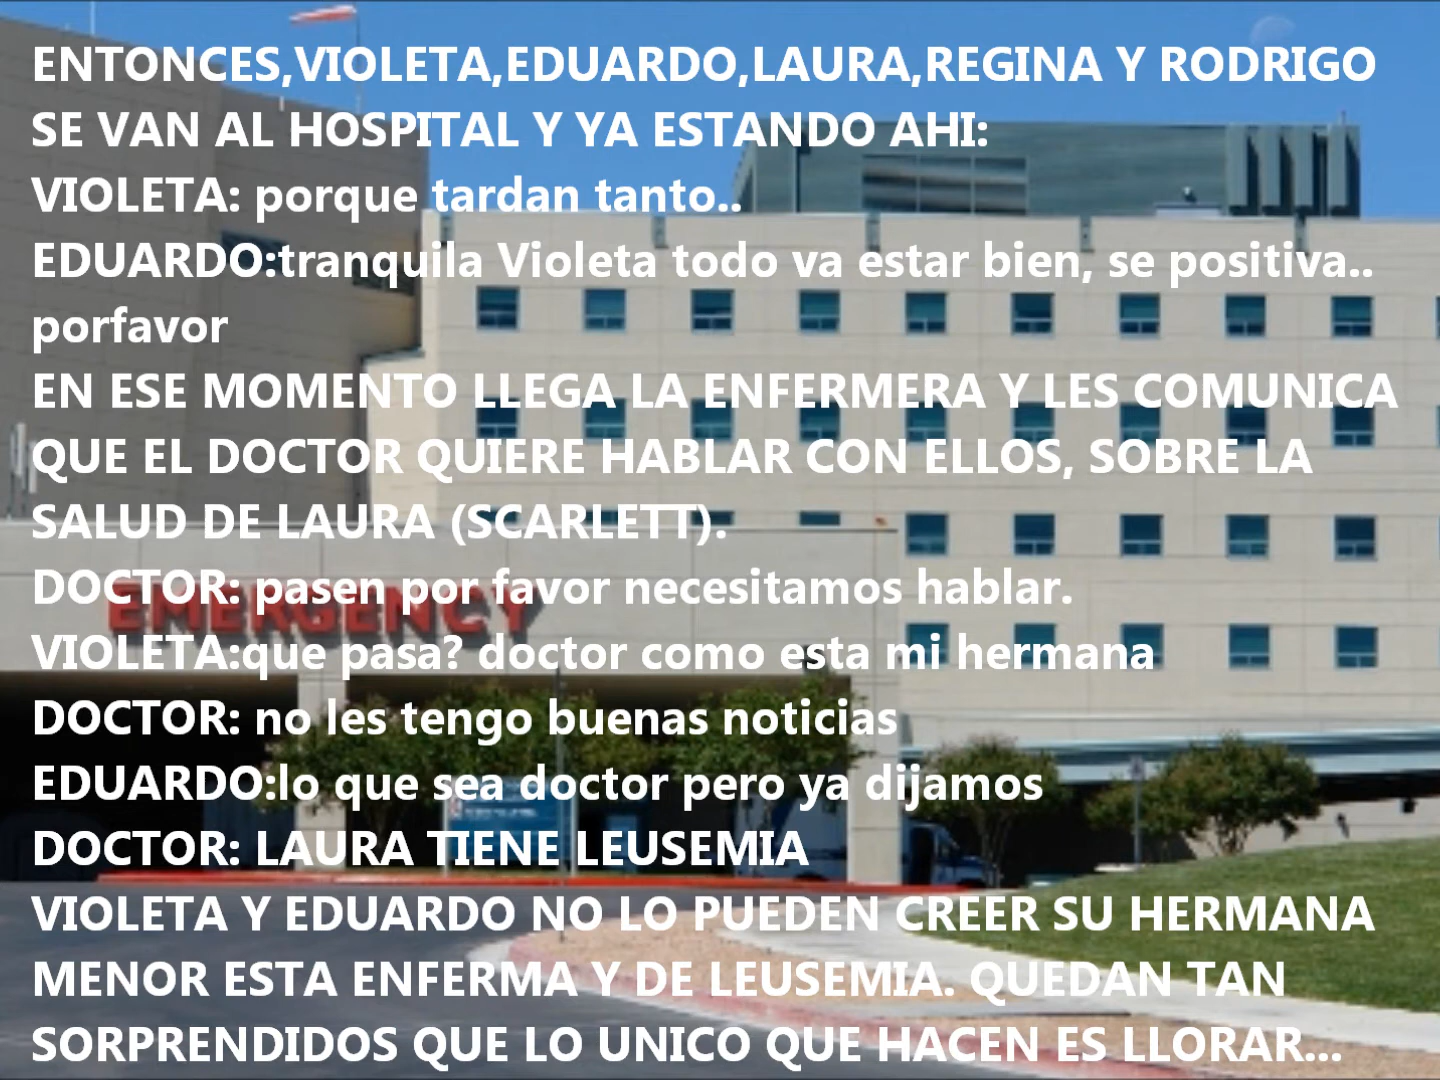 ENTONCES,VIOLETA,EDUARDO,LAURA,REGINA Y RODRIGO
SE VAN AL HOSPITAL Y YA ESTANDO AHI:
VIOLETA: porque tardan tanto..
EDUARDO:tranquila Violeta todo va estar bien, se positiva..
porfavor
EN ESE MOMENTO LLEGA LA ENFERMERA Y LES COMUNICA
QUE EL DOCTOR QUIERE HABLAR CON ELLOS, SOBRE LA
SALUD DE LAURA (SCARLETT).
DOCTOR: pasen por favor necesitamos hablar.
EMERGENCY
VIOLETA:que pasa? doctor como esta mi hermana
DOCTOR: no les tengo buenas noticias
EDUARDO:lo que sea doctor pero ya dijamos
DOCTOR: LAURA TIENE LEUSEMIA
VIOLETA Y EDUARDO NO LO PUEDEN CREER SU HERMANA
MENOR ESTA ENFERMA Y DE LEUSEMIA. QUEDAN TAN
SORPRENDIDOS QUE LO UNICO QUE HACEN ES LLORAR...